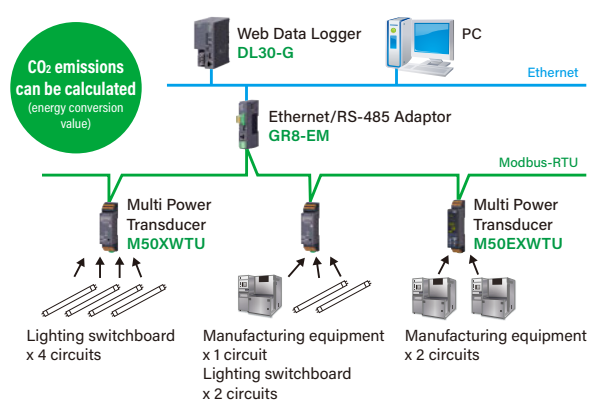 Web Data Logger
DL30-G
PC
CO₂ emissions
can be calculated
(energy conversion
value)
Ethernet
Ethernet/RS-485 Adaptor
GR8-EM
Modbus-RTU
Multi Power
Transducer
M50XWTU
Multi Power
Transducer
M50EXWTU
Lighting switchboard
x 4 circuits
Manufacturing equipment
x 1 circuit
Lighting switchboard
x 2 circuits
Manufacturing equipment
x 2 circuits